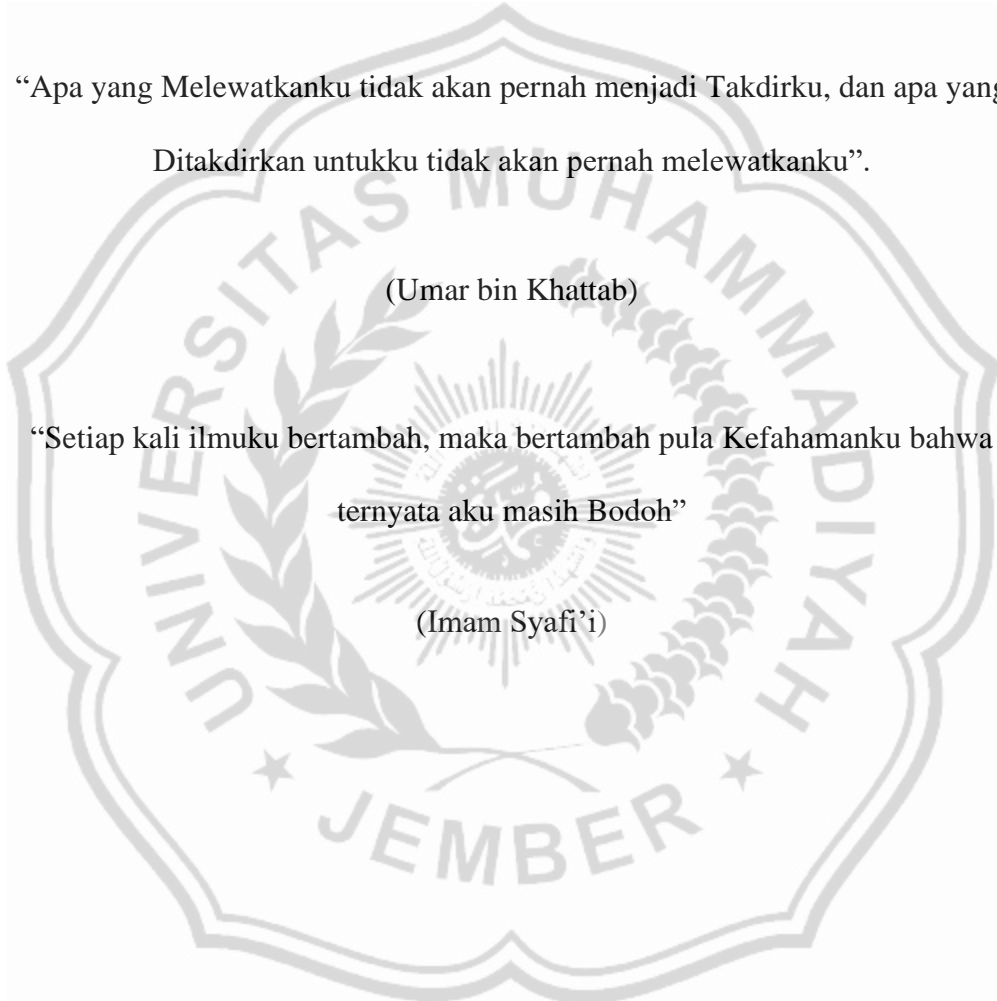 “Apa yang Melewatkanku tidak akan pernah menjadi Takdirku, dan apa yang
Ditakdirkan untukku tidak akan pernah melewatkanku”.
(Umar bin Khattab)
“Setiap kali ilmuku bertambah, maka bertambah pula Kefahamanku bahwa
ternyata aku masih Bodoh”
(Imam Syafi’i)
UNIVERSITAS MUHAMMADIYAH
JEMBER